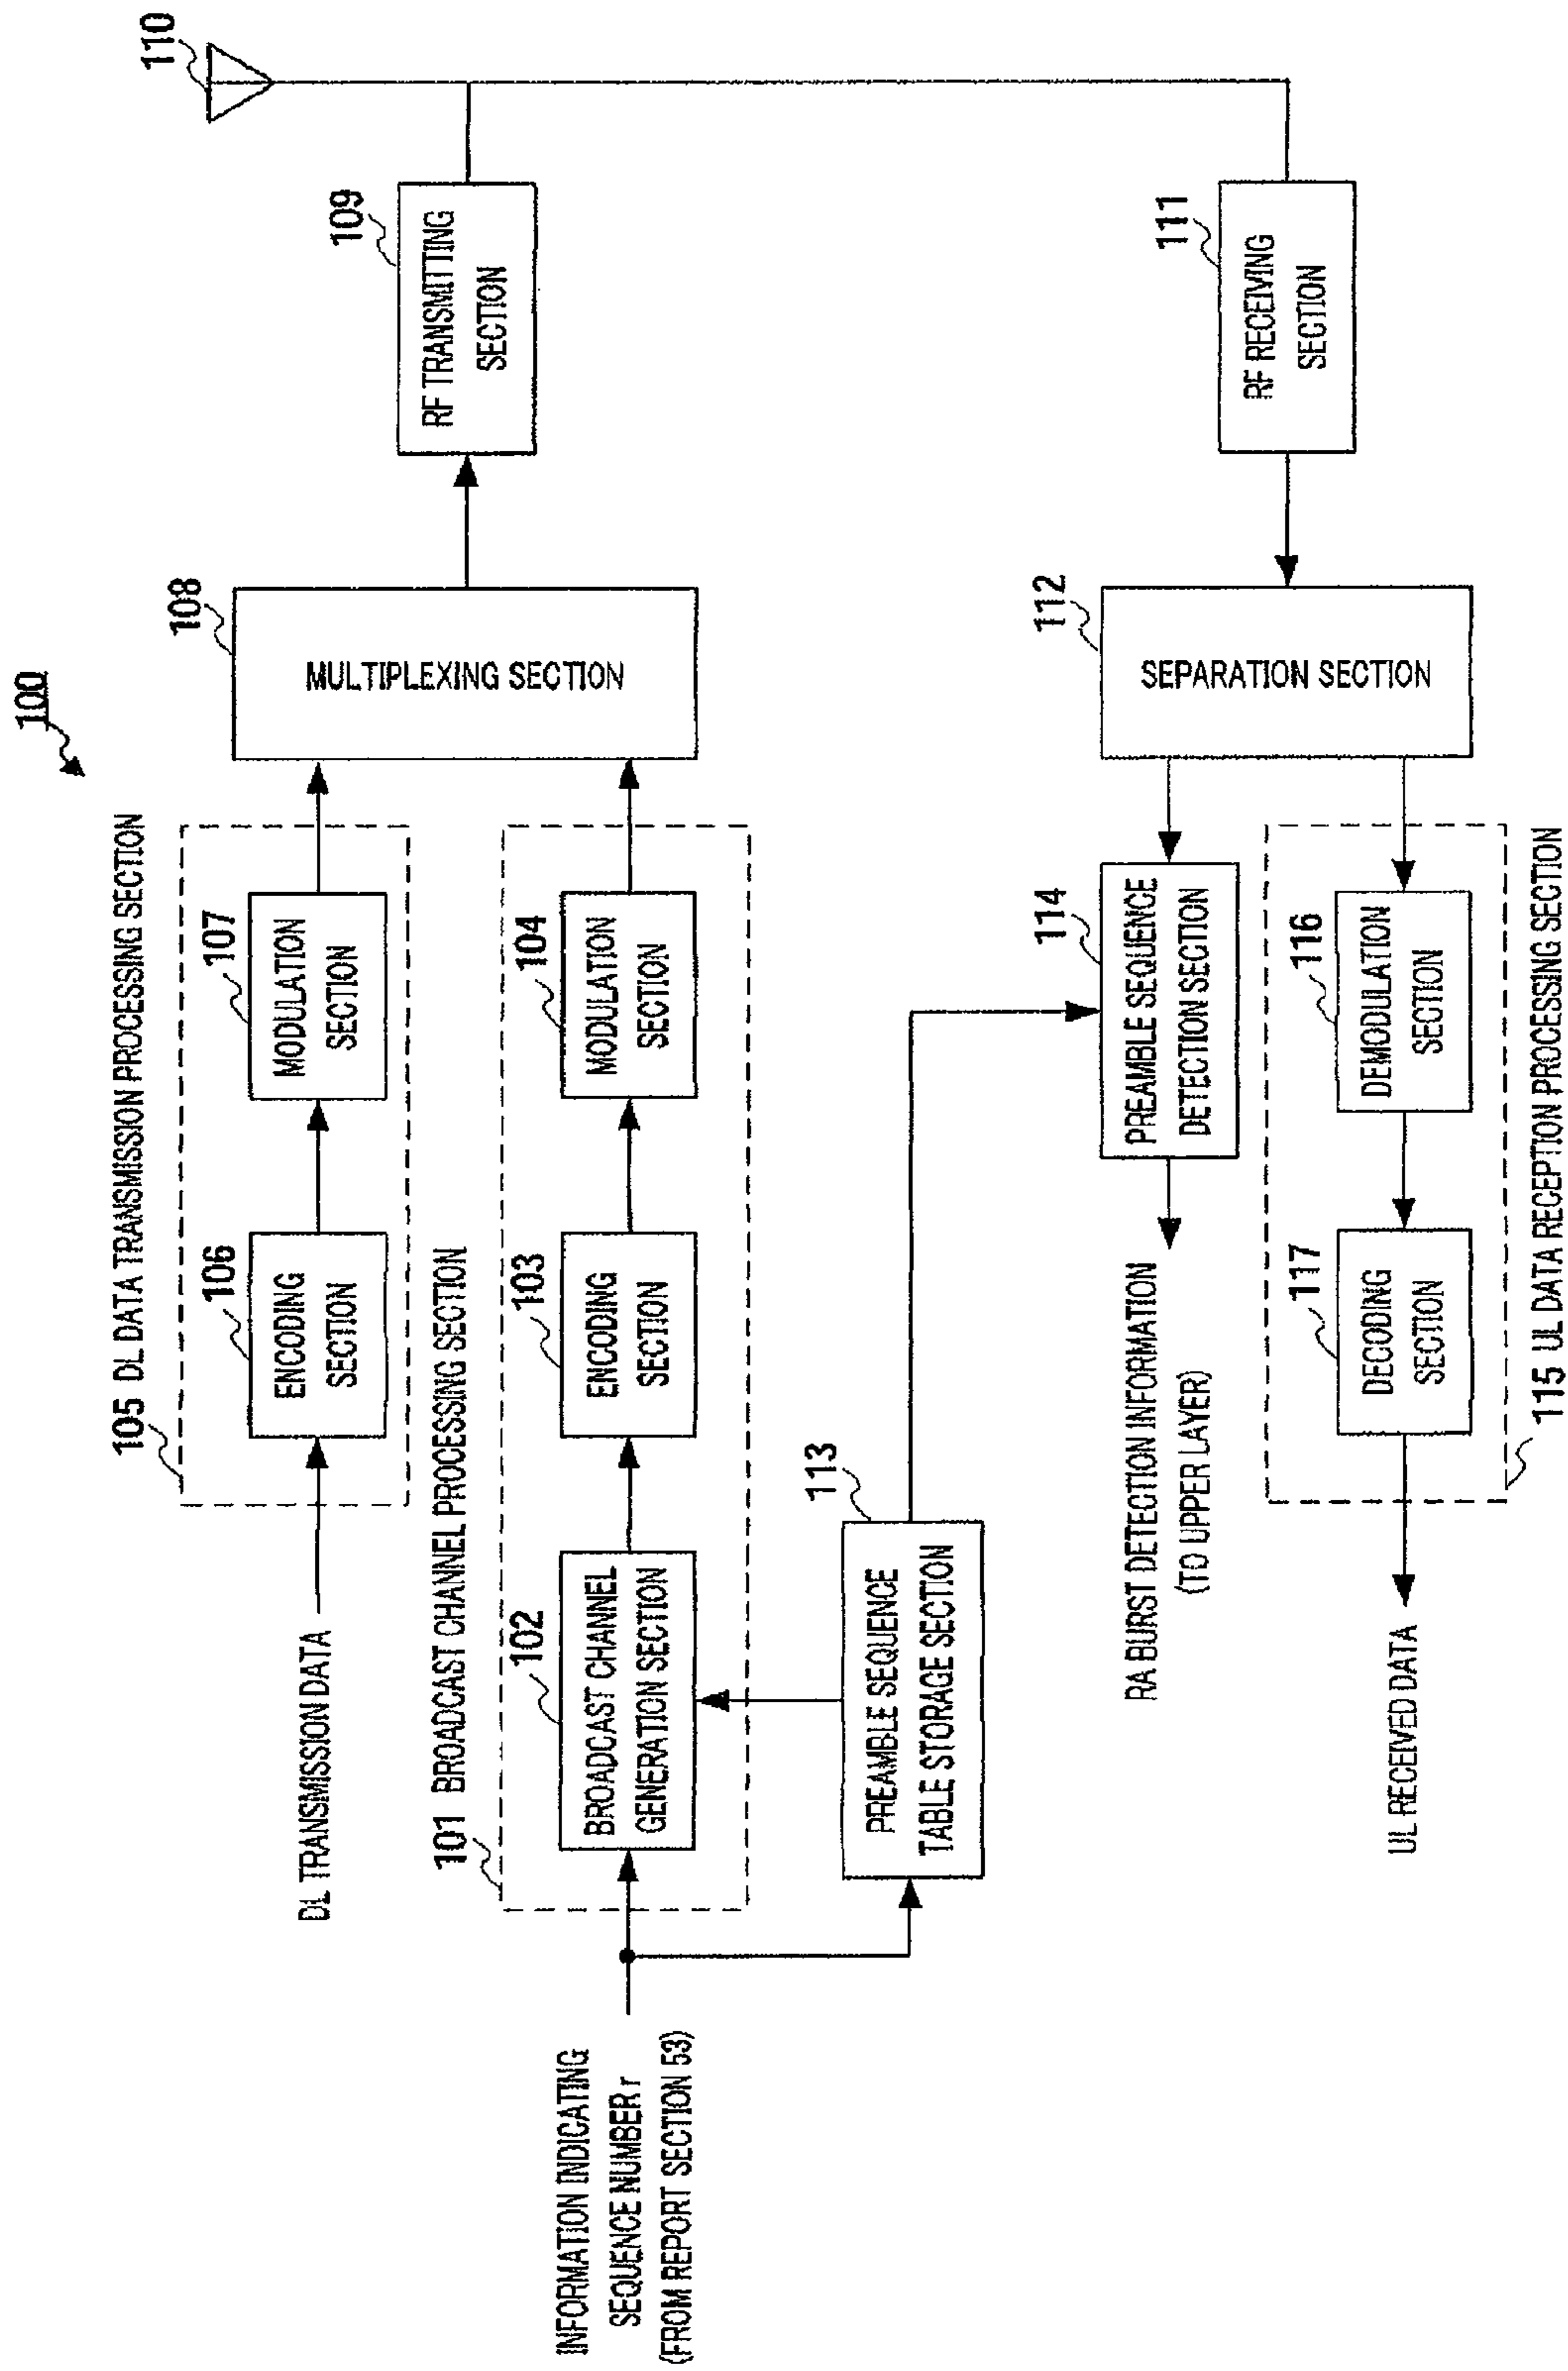 100
105 DL DATA TRANSMISSION PROCESSING SECTION
DL TRANSMISSION DATA
106
ENCODING
SECTION
107
MODULATION
SECTION
108
MULTIPLEXING SECTION
109
RF TRANSMITTING
SECTION
110
101 BROADCAST CHANNEL PROCESSING SECTION
INFORMATION INDICATING
SEQUENCE NUMBER r
(FROM REPORT SECTION 53)
102
BROADCAST CHANNEL
GENERATION SECTION
103
ENCODING
SECTION
104
MODULATION
SECTION
113
PREAMBLE SEQUENCE
TABLE STORAGE SECTION
RA BURST DETECTION INFORMATION
(TO UPPER LAYER)
114
PREAMBLE SEQUENCE
DETECTION SECTION
112
SEPARATION SECTION
111
RF RECEIVING
SECTION
UL RECEIVED DATA
117
DECODING
SECTION
116
DEMODULATION
SECTION
115 UL DATA RECEPTION PROCESSING SECTION